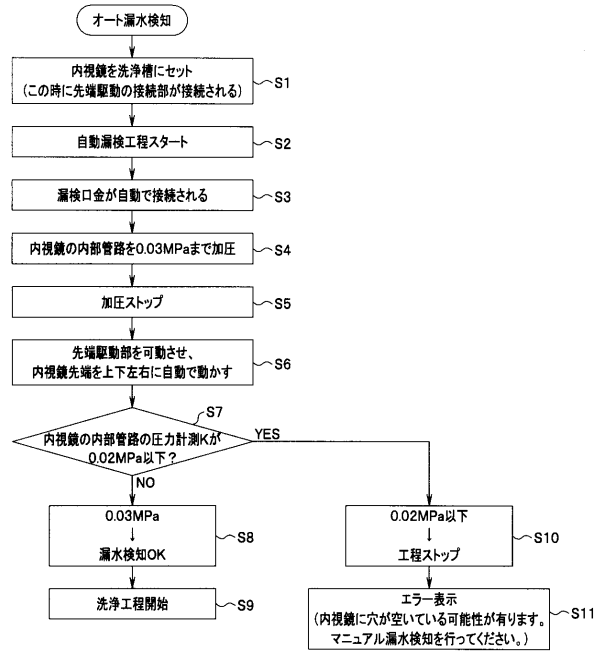 オート漏水検知
内視鏡を洗浄槽にセット
(この時に先端駆動の接続部が接続される)
S1
自動漏検工程スタート
S2
漏検口金が自動で接続される
S3
内視鏡の内部管路を0.03MPaまで加圧
S4
加圧ストップ
S5
先端駆動部を可動させ、
内視鏡先端を上下左右に自動で動かす
S6
S7
内視鏡の内部管路の圧力計測Kが
0.02MPa以下？
YES
NO
0.03MPa
↓
漏水検知OK
S8
洗浄工程開始
S9
0.02MPa以下
↓
工程ストップ
S10
エラー表示
(内視鏡に穴が空いている可能性が有ります。
マニュアル漏水検知を行ってください。)
S11